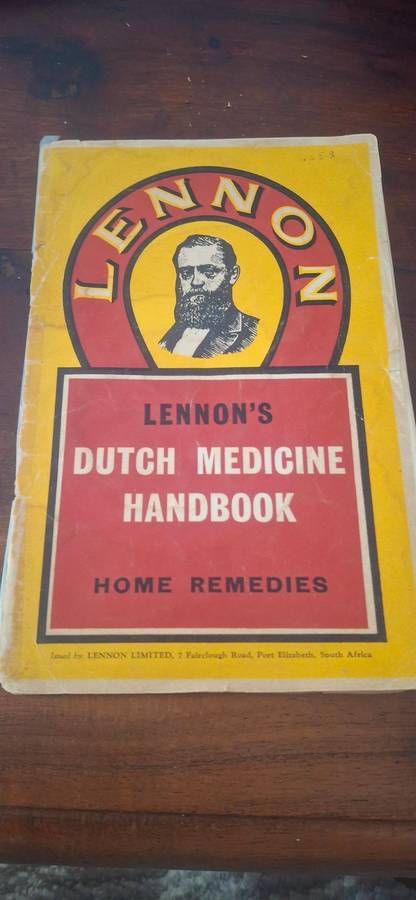 LENNON
LENNON'S
DUTCH MEDICINE
HANDBOOK
HOME REMEDIES
Issued by LENNON LIMITED, 7 Fairclough Road, Port Elizabeth, South Africa